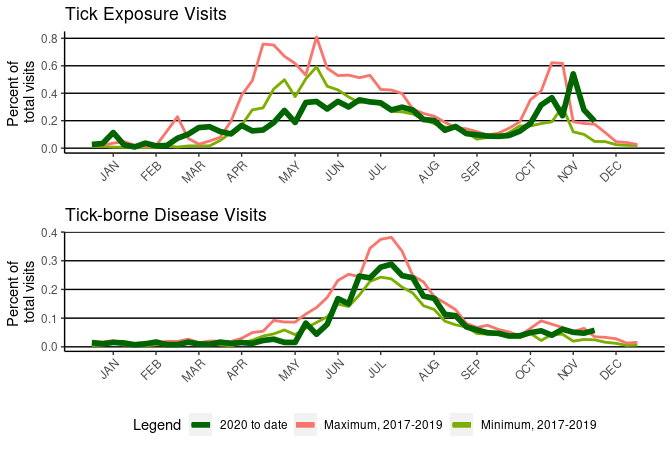 Tick Exposure Visits
Percent of
total visits
0.8
0.6
0.4
0.2
0.0
JAN FEB MAR APR MAY JUN JUL AUG SEP OCT NOV DEC
Tick-borne Disease Visits
Percent of
total visits
0.4
0.3
0.2
0.1
0.0
JAN FEB MAR APR MAY JUN JUL AUG SEP OCT NOV DEC
Legend 2020 to date Maximum, 2017-2019 Minimum, 2017-2019